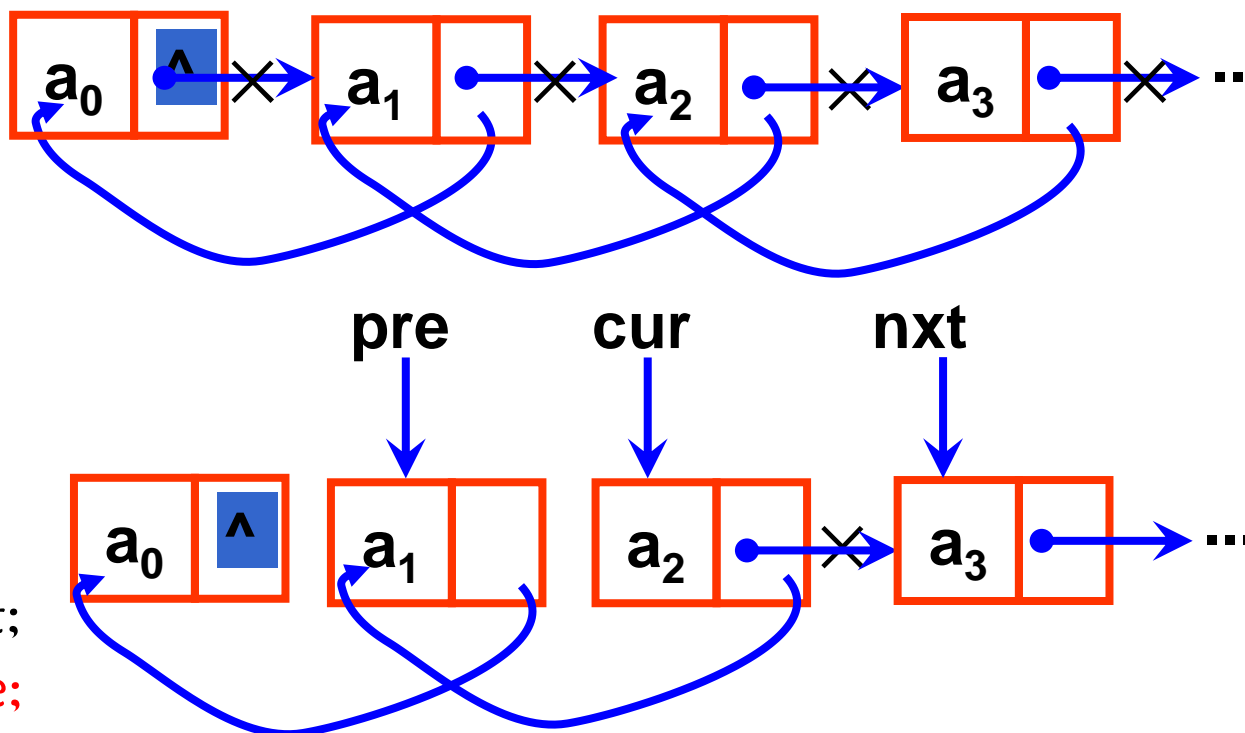 a0 ^ a1 a2 a3 ...
pre cur nxt
a0 ^ a1 a2 a3 ...
t;
e;